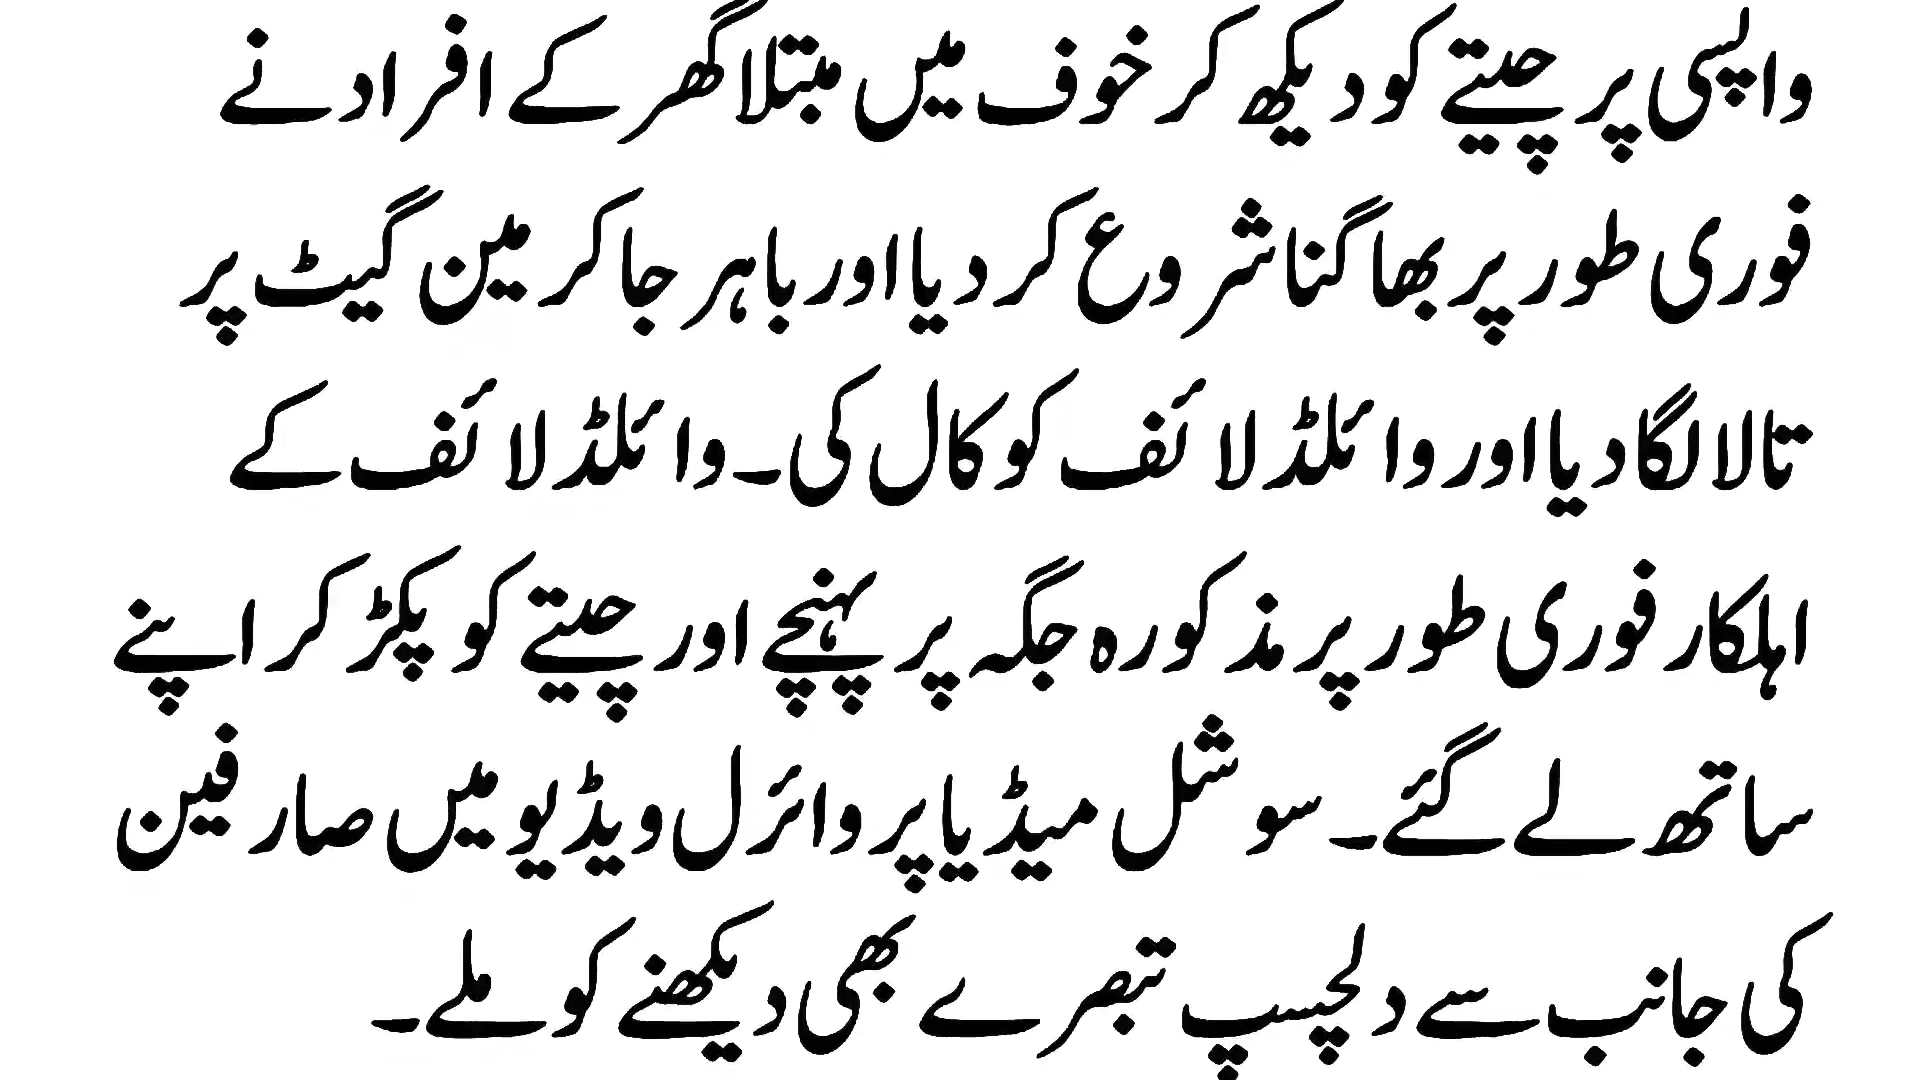 واپسی پر چیتے کو دیکھ کر خوف میں مبتلا گھر کے افراد نے
فوری طور پر بھاگنا شروع کر دیا اور باہر جا کر مین گیٹ پر
تالا لگا دیا اور وائلڈ لائف کو کال کی۔ وائلڈ لائف کے
اہلکار فوری طور پر مذکورہ جگہ پر پہنچے اور چیتے کو پکڑ کر اپنے
ساتھ لے گئے۔ سوشل میڈیا پر وائرل ویڈیو میں صارفین
کی جانب سے دلچسپ تبصرے بھی دیکھنے کو ملے۔